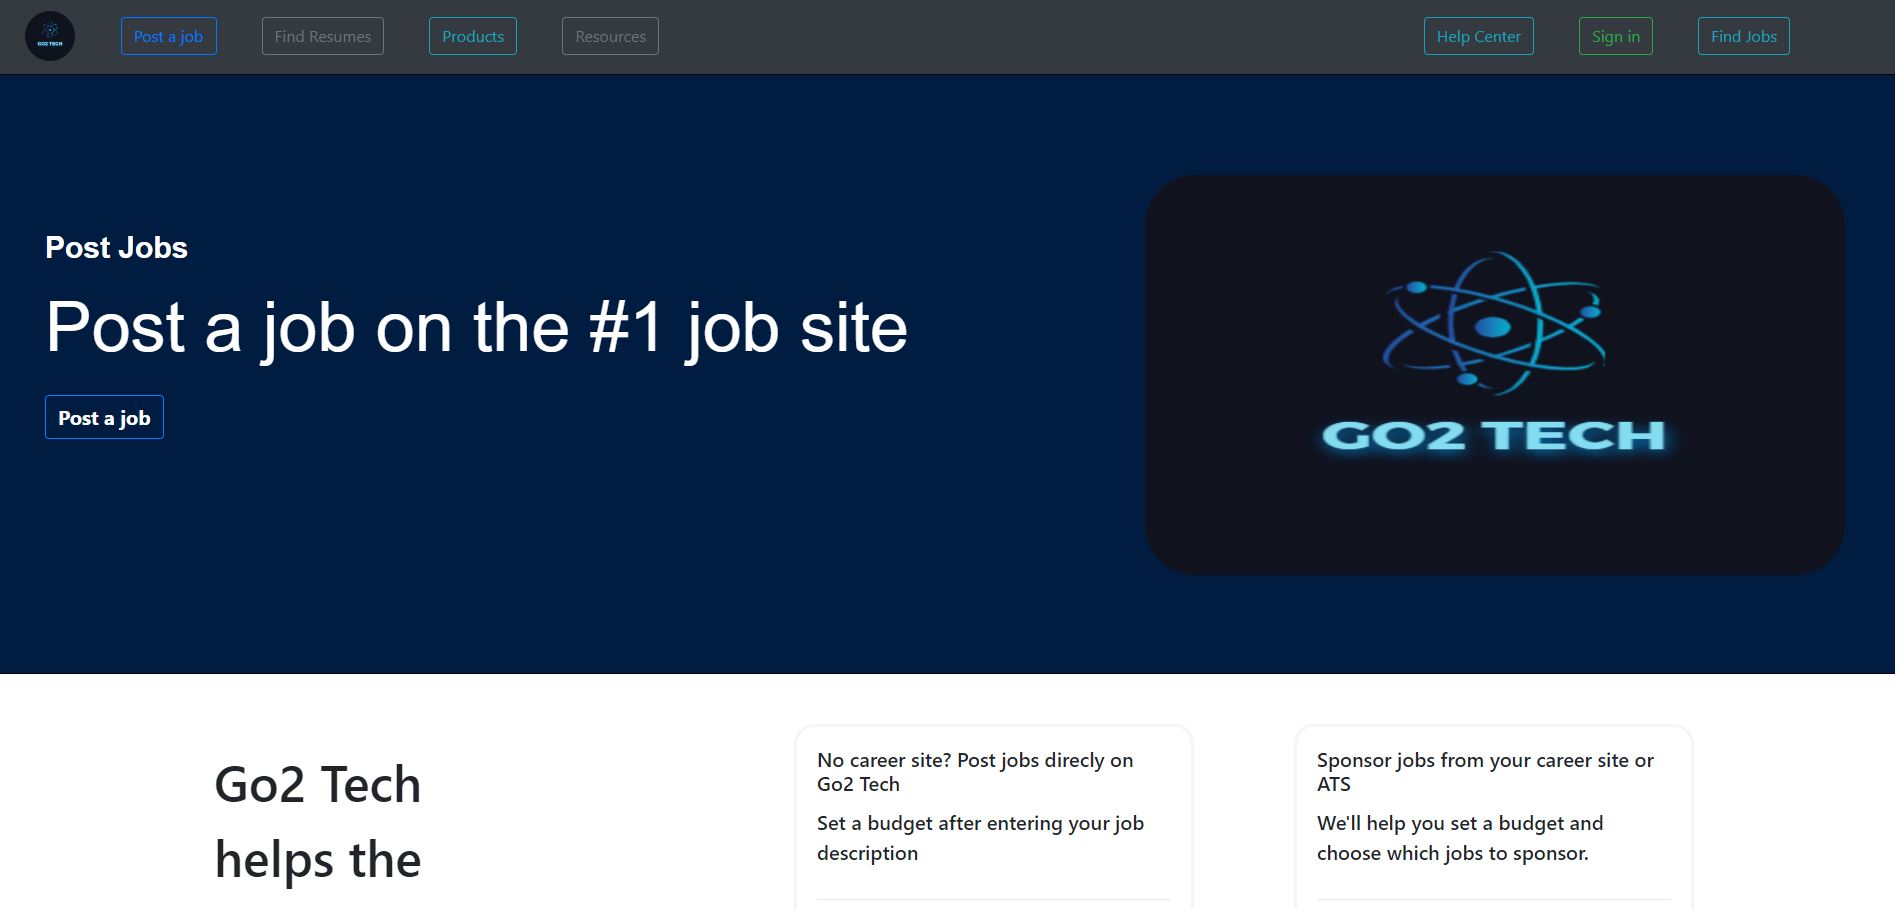 GO2 TECH
Post a job
Find Resumes
Products
Resources
Help Center
Sign in
Find Jobs
Post Jobs
Post a job on the #1 job site
Post a job
GO2 TECH
Go2 Tech
helps the
No career site? Post jobs direcly on
Go2 Tech
Set a budget after entering your job
description
Sponsor jobs from your career site or
ATS
We'll help you set a budget and
choose which jobs to sponsor.